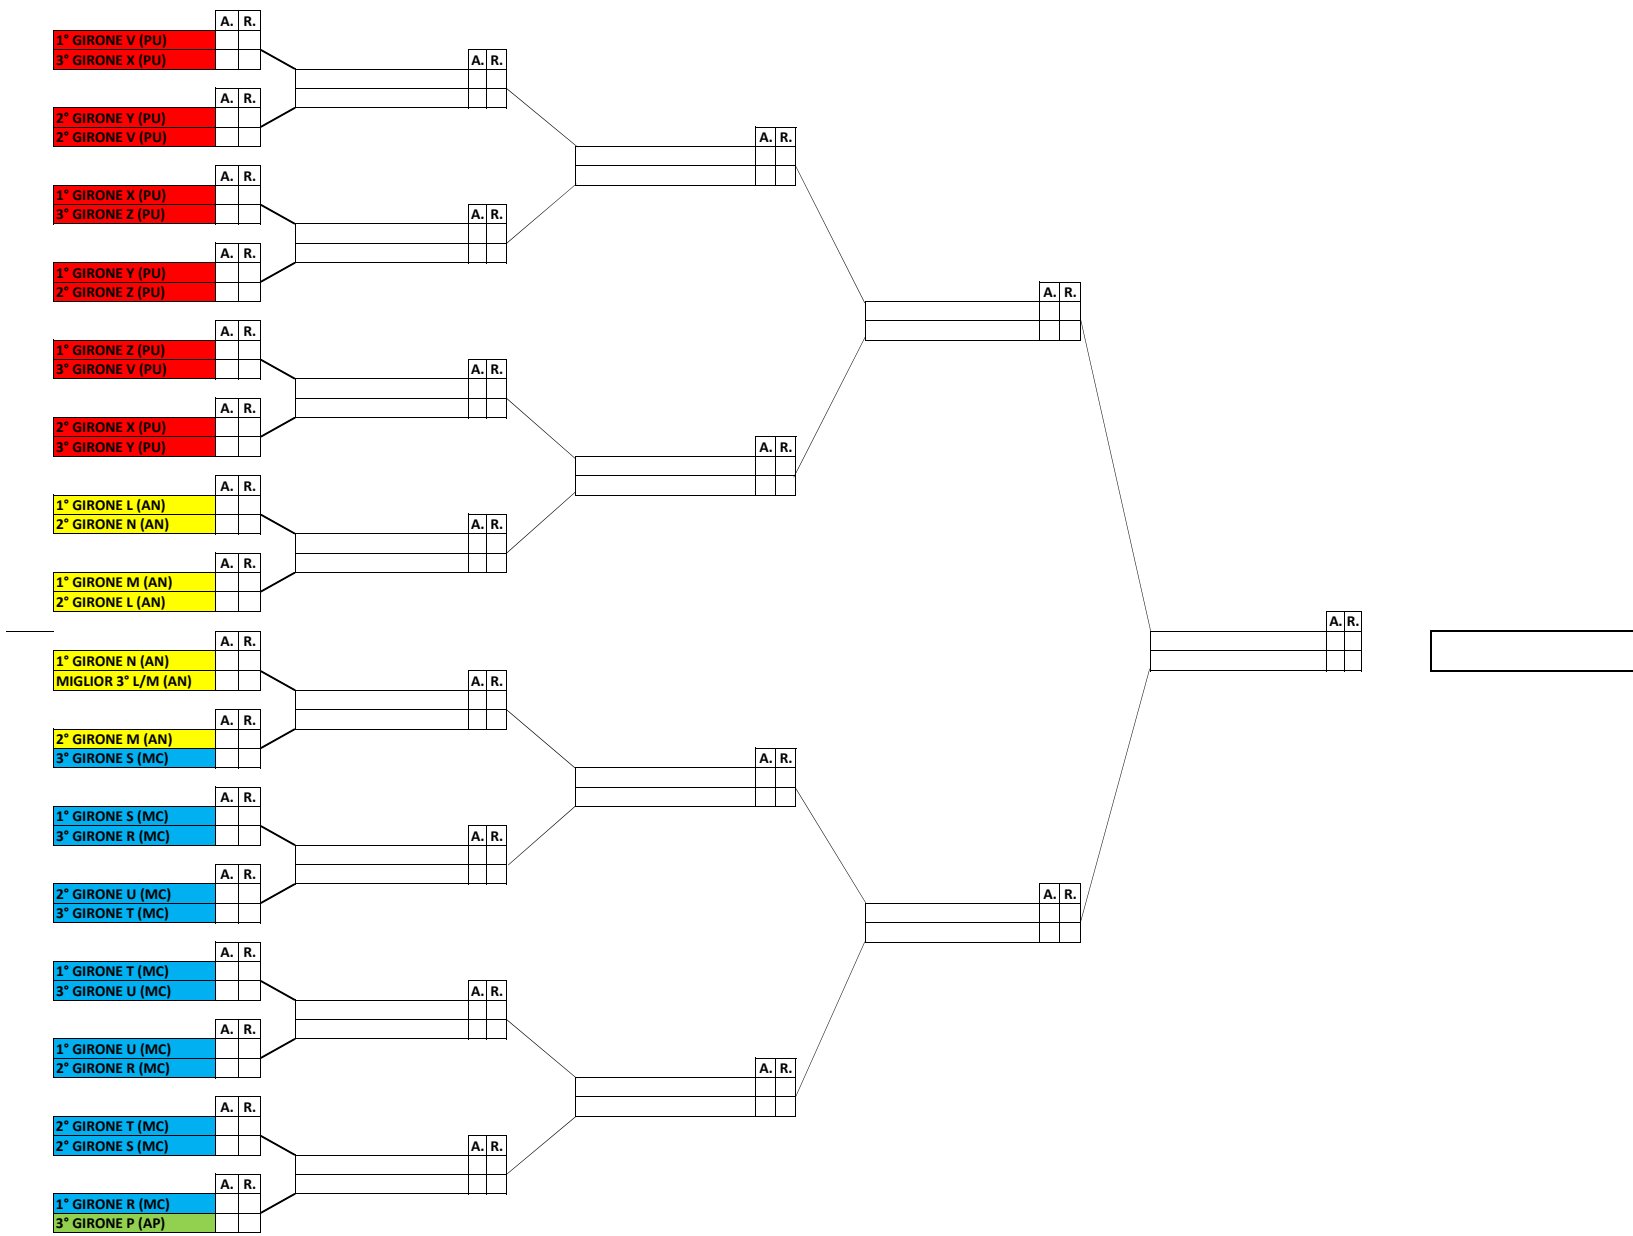 A. R.
1° GIRONE V (PU)
3° GIRONE X (PU)
A. R.
A. R.
2° GIRONE Y (PU)
2° GIRONE V (PU)
A. R.
A. R.
1° GIRONE X (PU)
3° GIRONE Z (PU)
A. R.
A. R.
1° GIRONE Y (PU)
2° GIRONE Z (PU)
A. R.
A. R.
1° GIRONE Z (PU)
3° GIRONE V (PU)
A. R.
A. R.
2° GIRONE X (PU)
3° GIRONE Y (PU)
A. R.
A. R.
1° GIRONE L (AN)
2° GIRONE N (AN)
A. R.
A. R.
1° GIRONE M (AN)
2° GIRONE L (AN)
A. R.
A. R.
1° GIRONE N (AN)
MIGLIOR 3° L/M (AN)
A. R.
A. R.
2° GIRONE M (AN)
3° GIRONE S (MC)
A. R.
A. R.
1° GIRONE S (MC)
3° GIRONE R (MC)
A. R.
A. R.
2° GIRONE U (MC)
3° GIRONE T (MC)
A. R.
A. R.
1° GIRONE T (MC)
3° GIRONE U (MC)
A. R.
A. R.
1° GIRONE U (MC)
2° GIRONE R (MC)
A. R.
A. R.
2° GIRONE T (MC)
2° GIRONE S (MC)
A. R.
A. R.
1° GIRONE R (MC)
3° GIRONE P (AP)